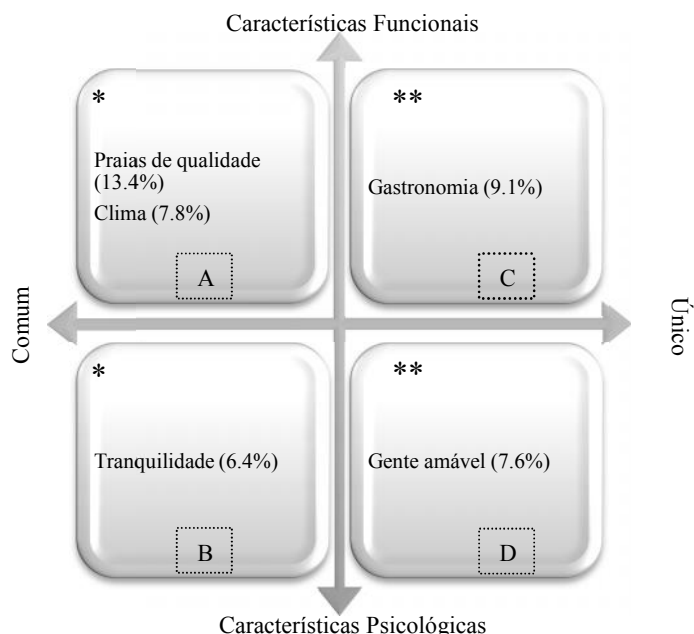 Características Funcionais
*
Praias de qualidade
(13.4%)
Clima (7.8%)
A
**
Gastronomia (9.1%)
C
Comum
Único
*
Tranquilidade (6.4%)
B
**
Gente amável (7.6%)
D
Características Psicológicas